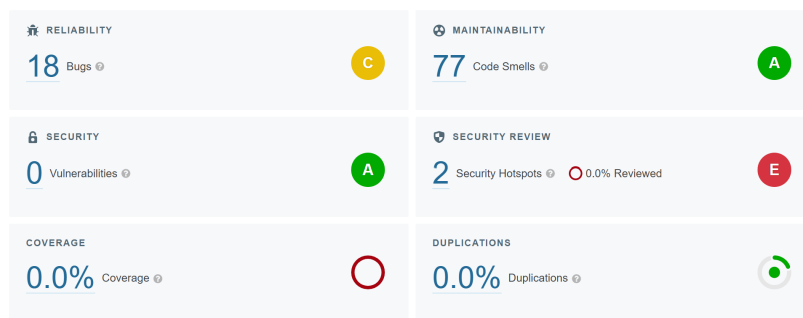 RELIABILITY
18 Bugs ?
C
MAINTAINABILITY
77 Code Smells ?
A
SECURITY
0 Vulnerabilities ?
A
SECURITY REVIEW
2 Security Hotspots ? 0.0% Reviewed
E
COVERAGE
0.0% Coverage ?
DUPLICATIONS
0.0% Duplications ?